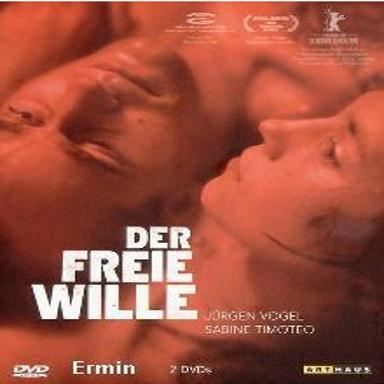 DER
FREIE
WILLE
JÜRGEN VOGEL
SABINE TIMOTEO
DVD
Ermin
2 DVDs
ARTHAUS